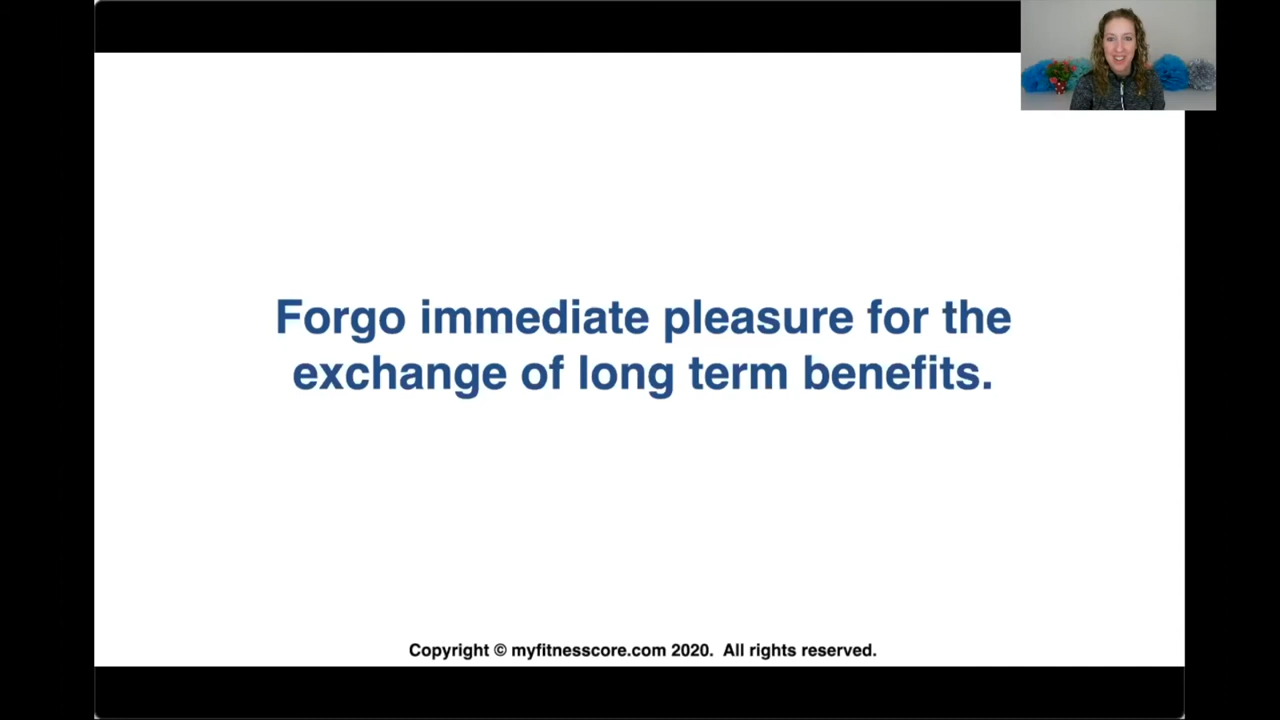 Forgo immediate pleasure for the
exchange of long term benefits.
Copyright © myfitnesscore.com 2020.  All rights reserved.